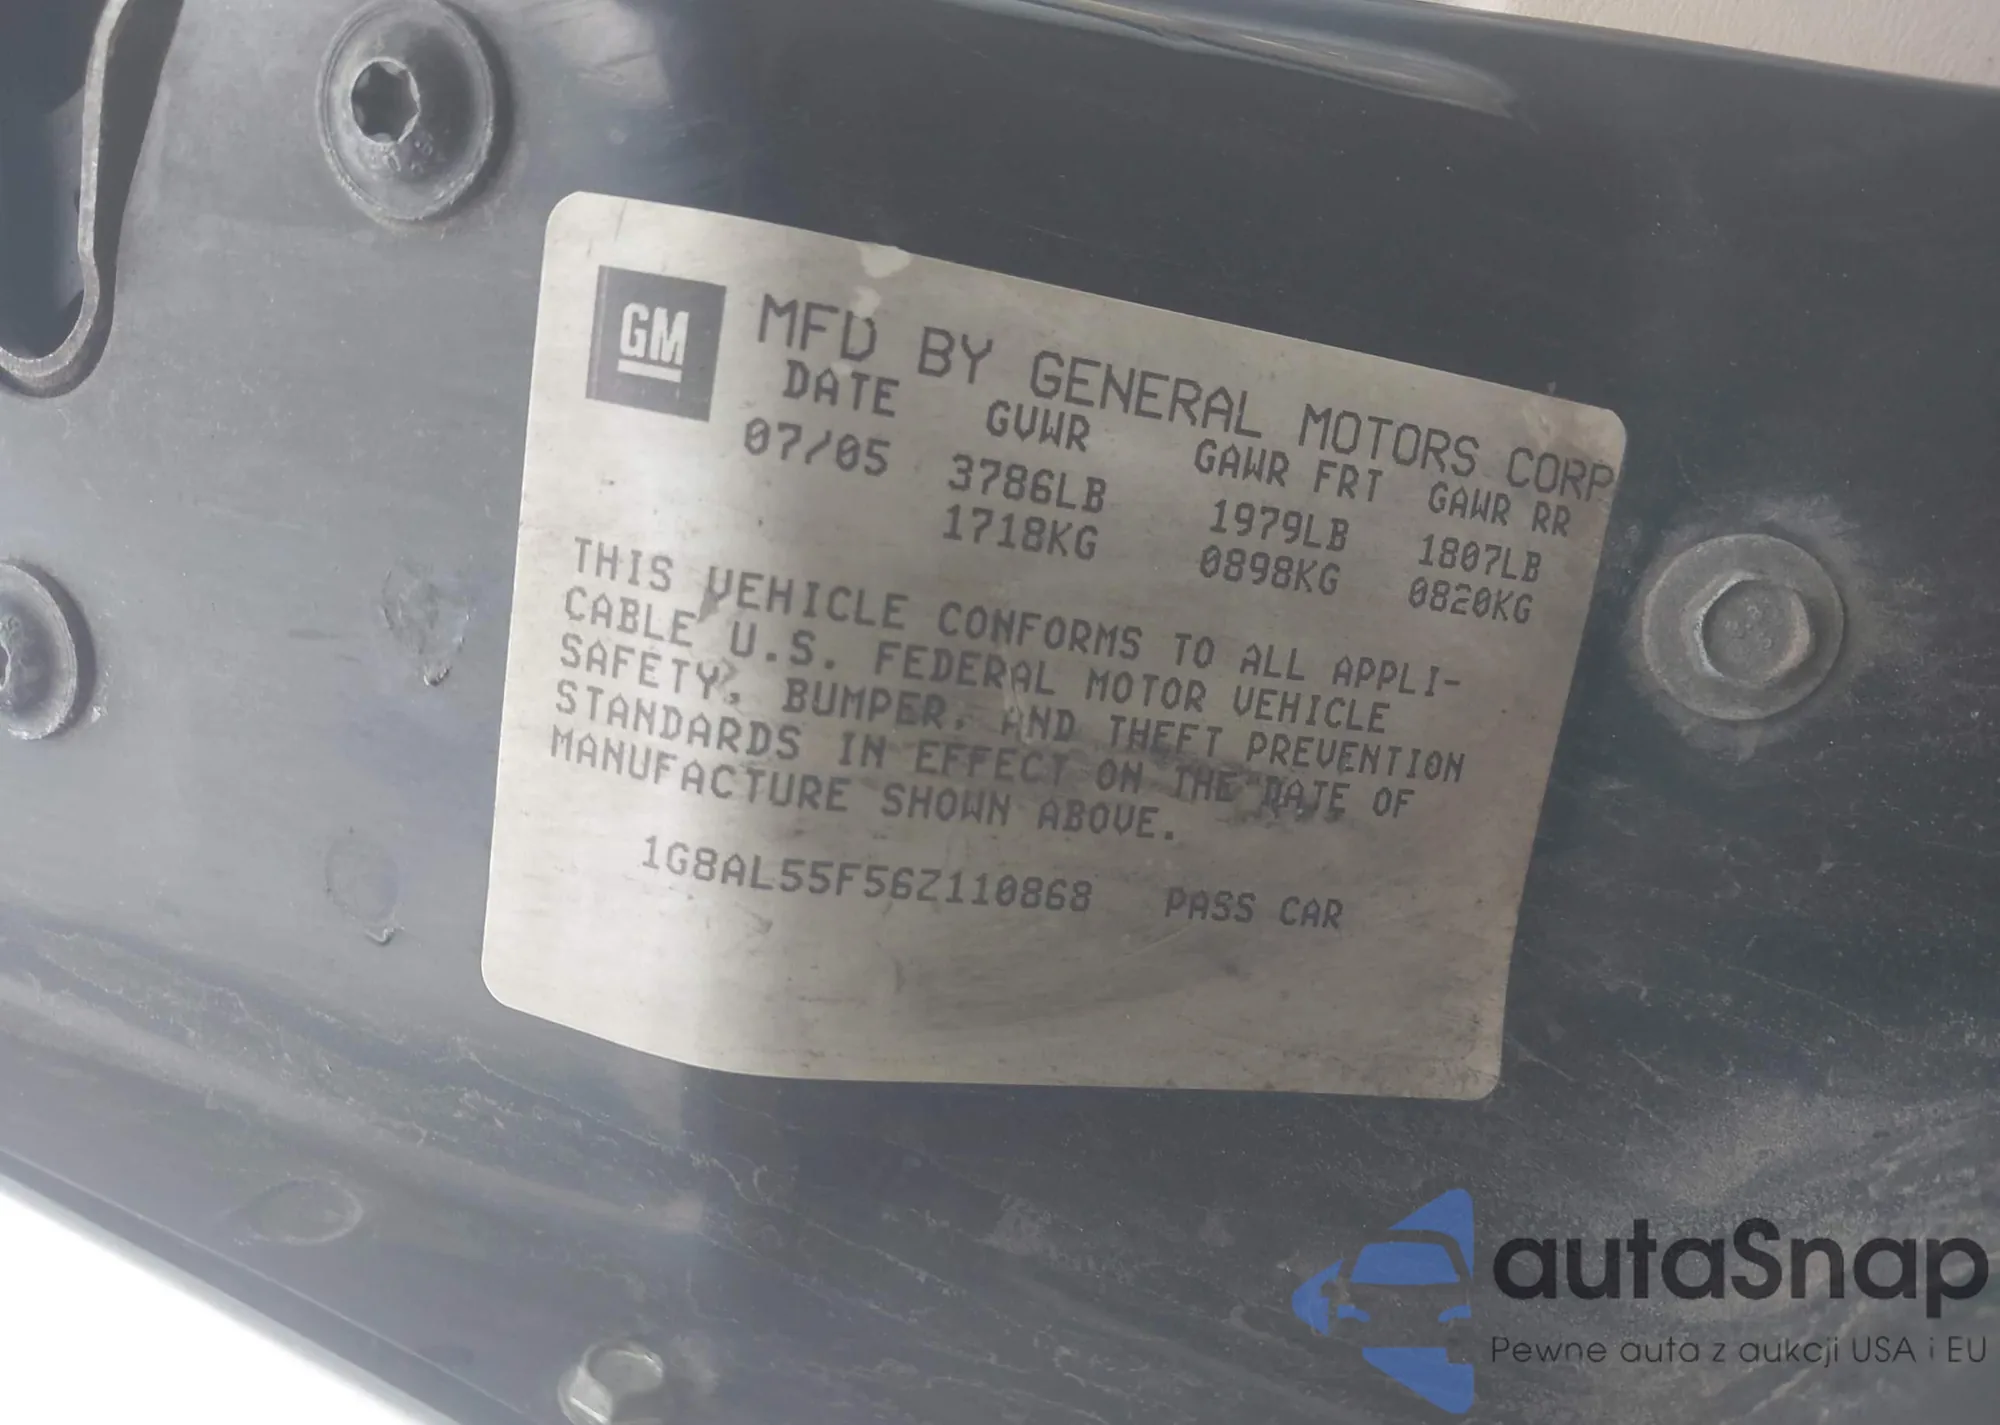 GM
MFD BY GENERAL MOTORS CORP
DATE GVWR GAWR FRT GAWR RR
07/05 3786LB 1979LB 1807LB
1718KG 0898KG 0820KG
THIS VEHICLE CONFORMS TO ALL APPLI-
CABLE U.S. FEDERAL MOTOR VEHICLE
SAFETY, BUMPER, AND THEFT PREVENTION
STANDARDS IN EFFECT ON THE DATE OF
MANUFACTURE SHOWN ABOVE.
1G8AL55F56Z110868 PASS CAR
autaSnap
Pewne auta z aukcji USA i EU